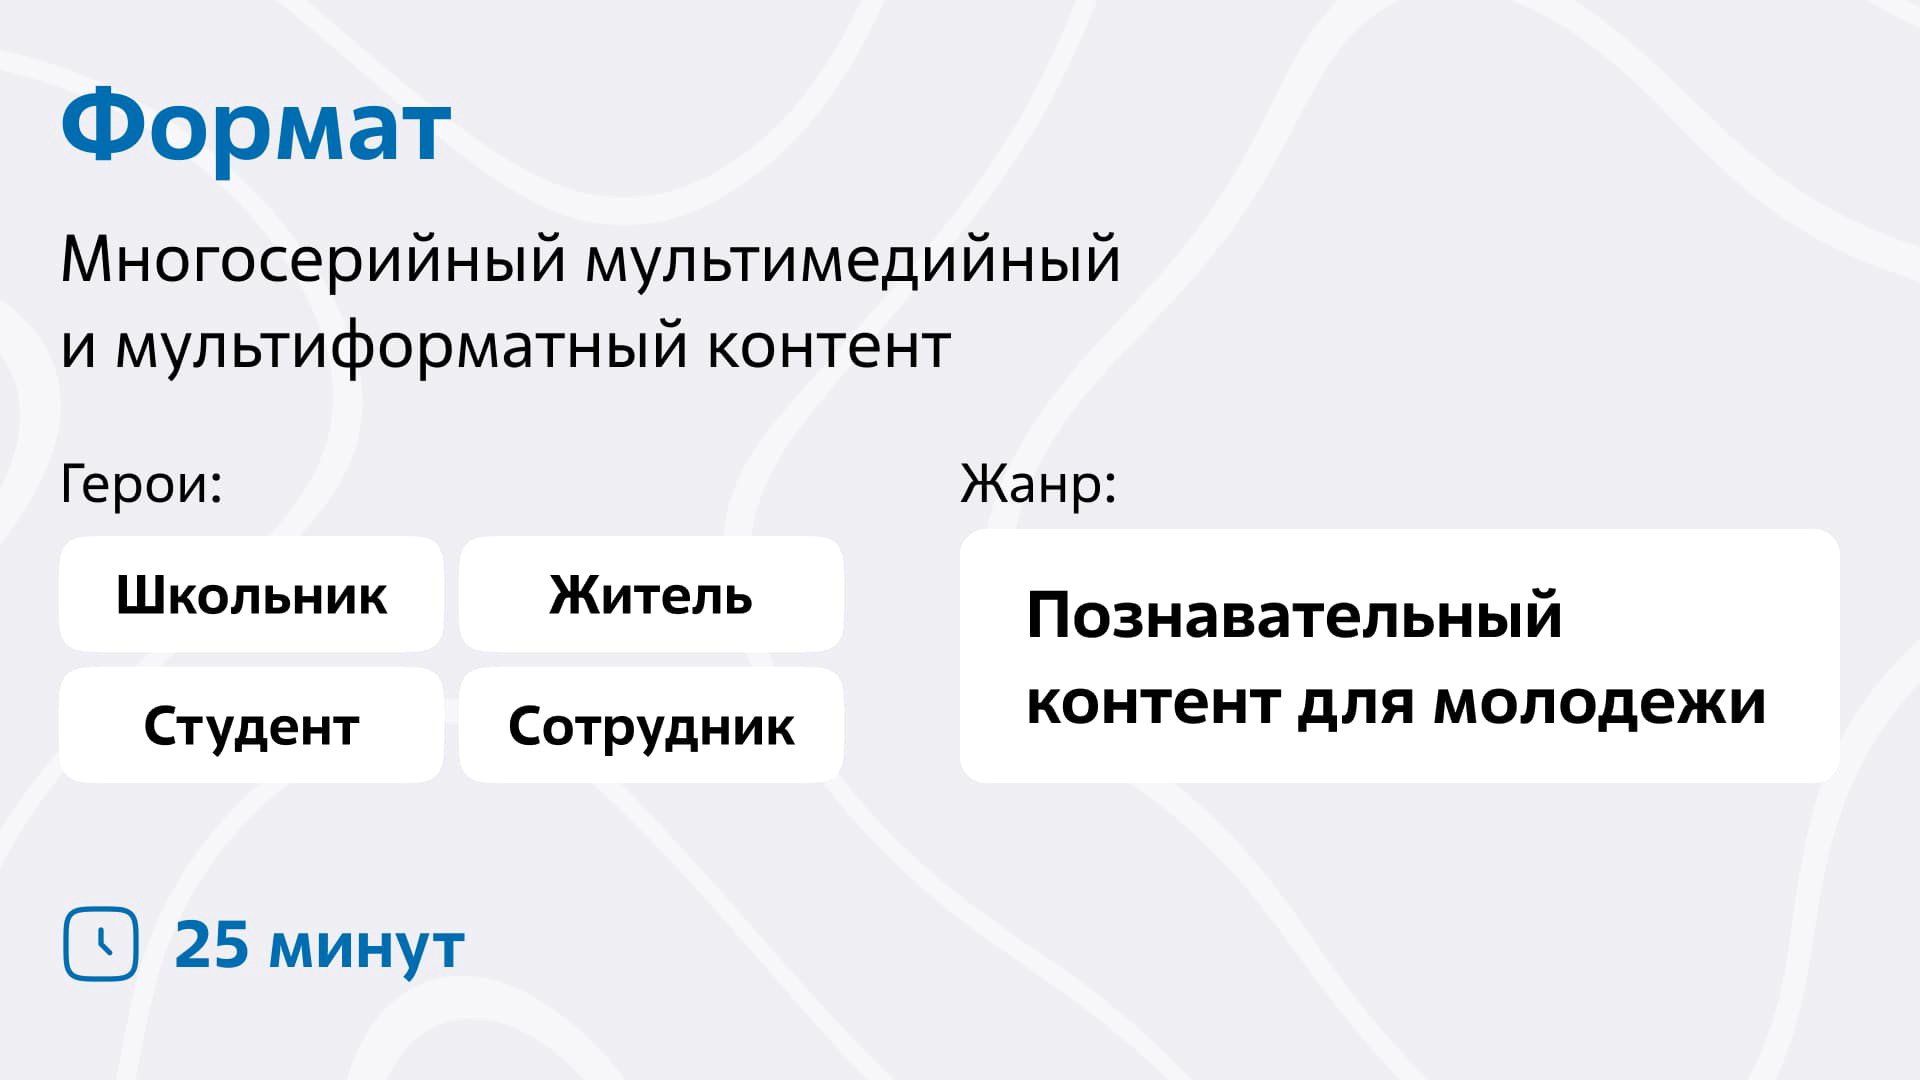 Формат
Многосерийный мультимедийный
и мультиформатный контент
Герои:
Школьник
Житель
Студент
Сотрудник
Жанр:
Познавательный
контент для молодежи
25 минут